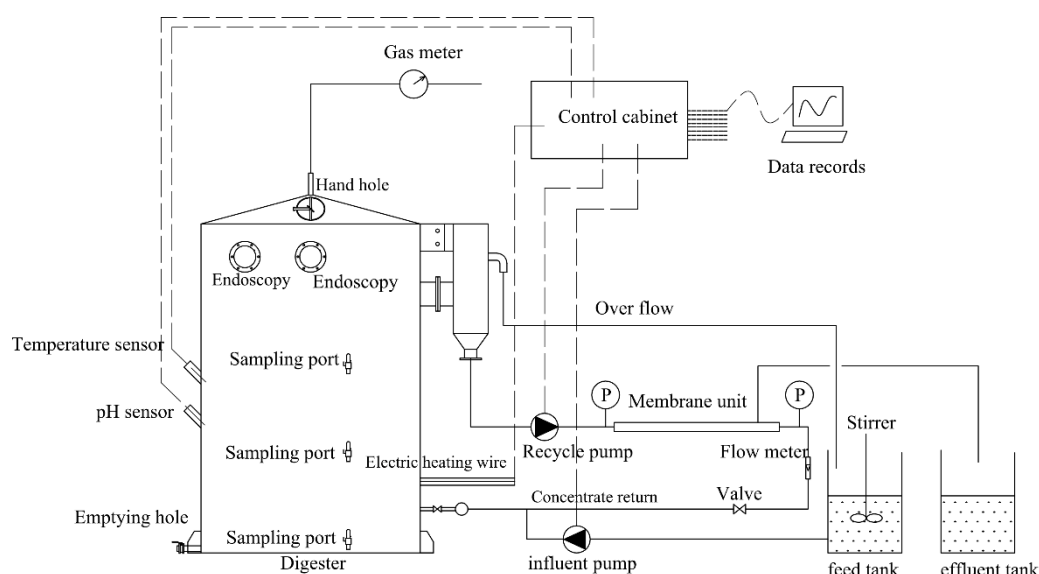 Gas meter
Control cabinet
Data records
Hand hole
Endoscopy
Endoscopy
Over flow
Temperature sensor
Sampling port
pH sensor
P
Membrane unit
P
Stirrer
Sampling port
Recycle pump
Flow meter
Electric heating wire
Concentrate return
Valve
Emptying hole
Sampling port
Digester
influent pump
feed tank
effluent tank